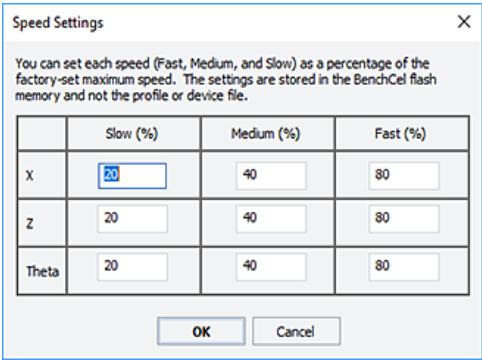 Speed Settings
You can set each speed (Fast, Medium, and Slow) as a percentage of the
factory-set maximum speed. The settings are stored in the BenchCel flash
memory and not the profile or device file.
Slow (%) Medium (%) Fast (%)
X 20 40 80
Z 20 40 80
Theta 20 40 80
OK Cancel